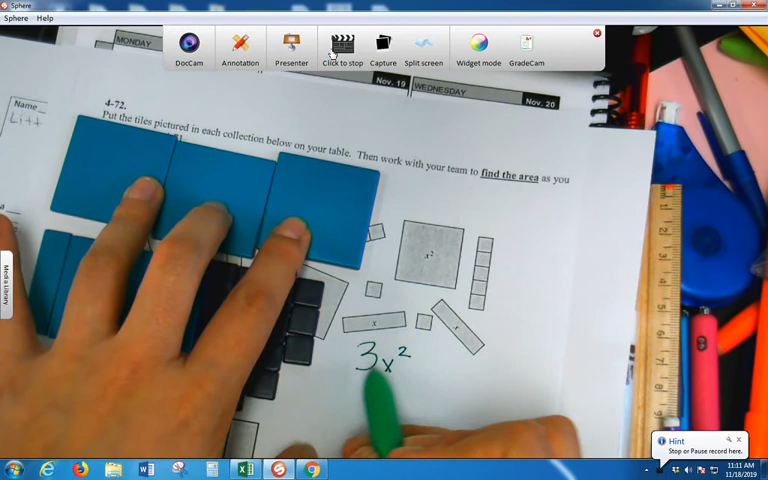 Sphere
Sphere Help
DocCam Annotation Presenter Click to stop Capture Split screen Widget mode GradeCam
MONDAY
Nov. 19
WEDNESDAY
Nov. 20
Name
Litt
4-72.
Put the tiles pictured in each collection below on your table. Then work with your team to find the area as you
x²
x
x
3x²
Media Library
Hint
Stop or Pause record here.
11:11 AM
11/18/2019